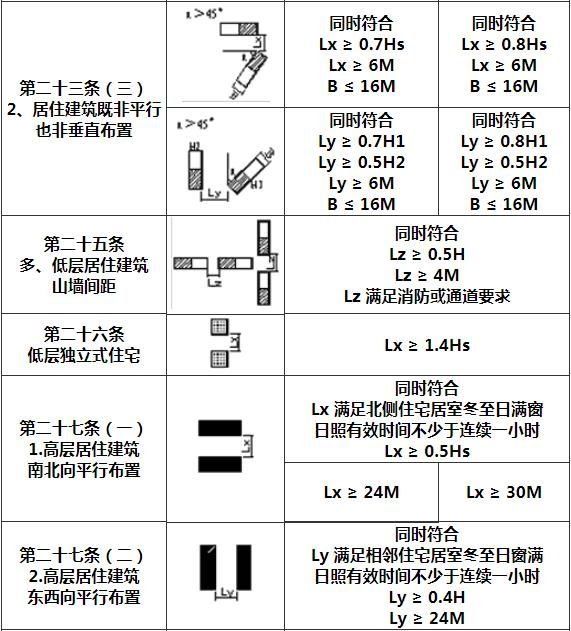 第二十三条（三）
2、居住建筑既非平行
也非垂直布置
α＞45°
Lx
同时符合
Lx ≥ 0.7Hs
Lx ≥ 6M
B ≤ 16M
同时符合
Lx ≥ 0.8Hs
Lx ≥ 6M
B ≤ 16M
α＞45°
H2
Ly
H1
同时符合
Ly ≥ 0.7H1
Ly ≥ 0.5H2
Ly ≥ 6M
B ≤ 16M
同时符合
Ly ≥ 0.8H1
Ly ≥ 0.5H2
Ly ≥ 6M
B ≤ 16M
第二十五条
多、低层居住建筑
山墙间距
Lz
Lz
同时符合
Lz ≥ 0.5H
Lz ≥ 4M
Lz 满足消防或通道要求
第二十六条
低层独立式住宅
Lx
Lx ≥ 1.4Hs
第二十七条（一）
1.高层居住建筑
南北向平行布置
Lx
同时符合
Lx 满足北侧住宅居室冬至日满窗
日照有效时间不少于连续一小时
Lx ≥ 0.5Hs
Lx ≥ 24M
Lx ≥ 30M
第二十七条（二）
2.高层居住建筑
东西向平行布置
Ly
同时符合
Ly 满足相邻住宅居室冬至日窗满
日照有效时间不少于连续一小时
Ly ≥ 0.4H
Ly ≥ 24M